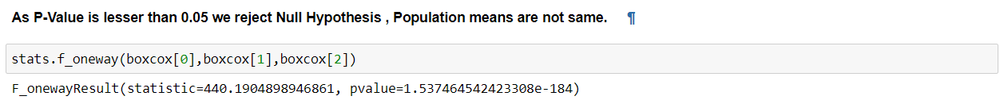 As P-Value is lesser than 0.05 we reject Null Hypothesis , Population means are not same. ¶
stats.f_oneway(boxcox[0],boxcox[1],boxcox[2])
F_onewayResult(statistic=440.1904898946861, pvalue=1.537464542423308e-184)